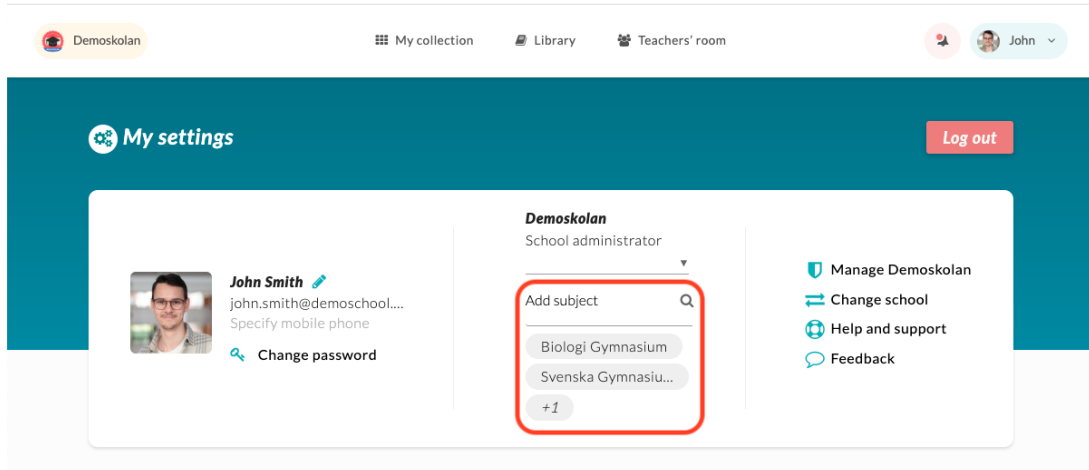 Demoskolan
My collection
Library
Teachers' room
John
My settings
Log out
John Smith
john.smith@demoschool....
Specify mobile phone
Change password
Demoskolan
School administrator
Add subject
Biologi Gymnasium
Svenska Gymnasiu...
+1
Manage Demoskolan
Change school
Help and support
Feedback